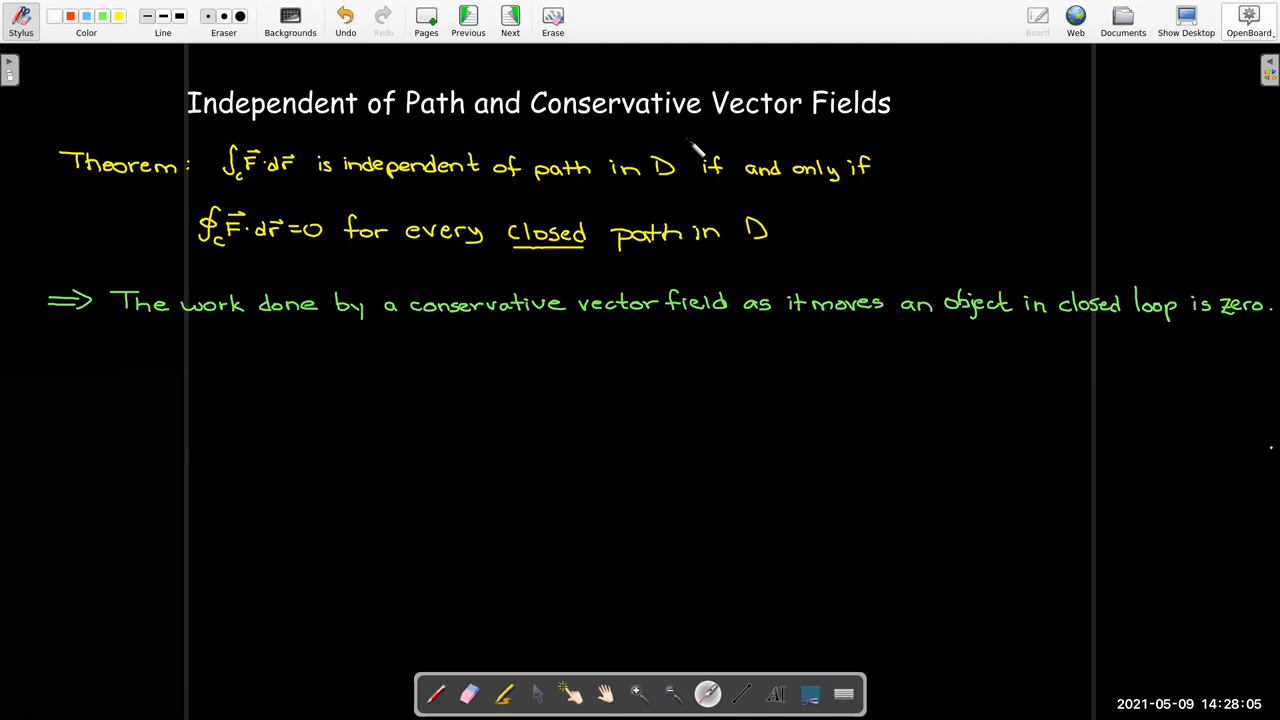 Stylus Color Line Eraser Backgrounds Undo Redo Pages Previous Next Erase Board Web Documents Show Desktop OpenBoard
Independent of Path and Conservative Vector Fields
Theorem: ∫_C F⃗·dr⃗ is independent of path in D if and only if
∮_C F⃗·dr⃗ = 0 for every closed path in D
⟹ The work done by a conservative vector field as it moves an object in closed loop is zero.
AI
2021-05-09 14:28:05